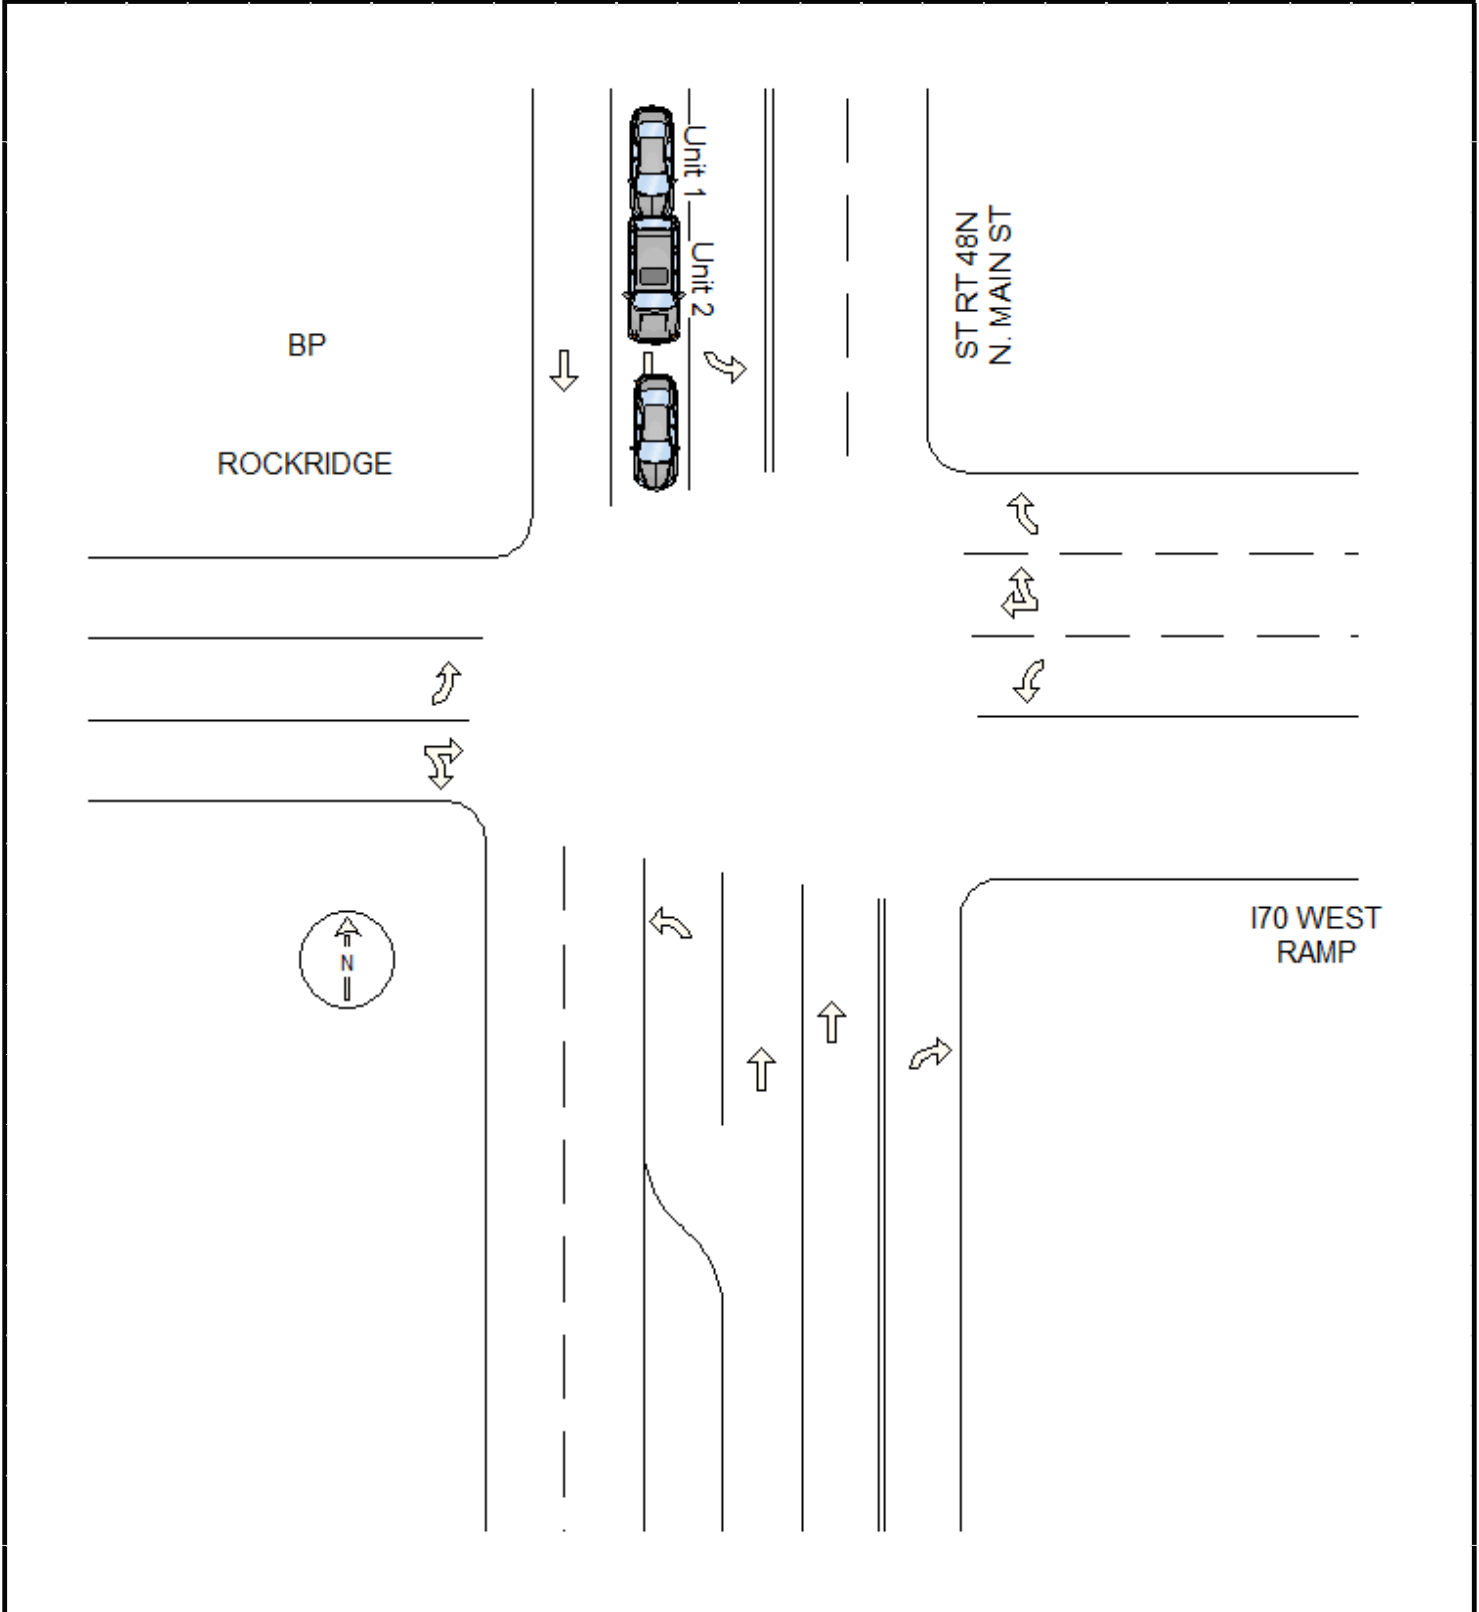 Unit 1
Unit 2
ST RT 48N
N. MAIN ST
BP
ROCKRIDGE
I70 WEST
RAMP
N